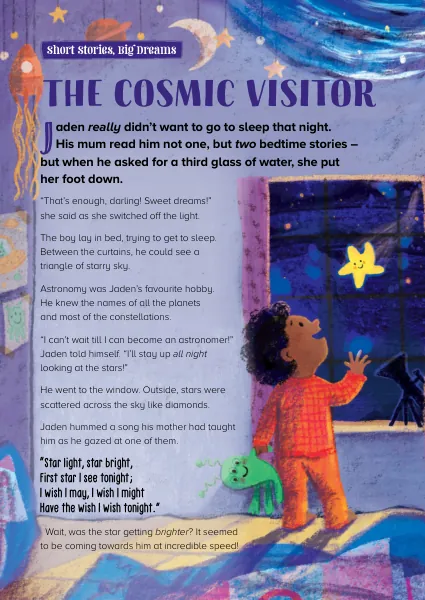 Short Stories, Big Dreams
THE COSMIC VISITOR
Jaden really didn't want to go to sleep that night.
His mum read him not one, but two bedtime stories –
but when he asked for a third glass of water, she put
her foot down.
"That's enough, darling! Sweet dreams!"
she said as she switched off the light.
The boy lay in bed, trying to get to sleep.
Between the curtains, he could see a
triangle of starry sky.
Astronomy was Jaden's favourite hobby.
He knew the names of all the planets
and most of the constellations.
"I can't wait till I can become an astronomer!"
Jaden told himself. "I'll stay up all night
looking at the stars!"
He went to the window. Outside, stars were
scattered across the sky like diamonds.
Jaden hummed a song his mother had taught
him as he gazed at one of them.
"Star light, star bright,
First star I see tonight;
I wish I may, I wish I might
Have the wish I wish tonight."
Wait, was the star getting brighter? It seemed
to be coming towards him at incredible speed!